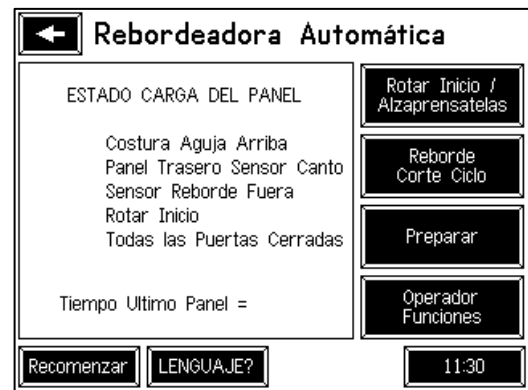 Rebordeadora Automática
ESTADO CARGA DEL PANEL
Costura Aguja Arriba
Panel Trasero Sensor Canto
Sensor Reborde Fuera
Rotar Inicio
Todas las Puertas Cerradas
Tiempo Ultimo Panel =
Rotar Inicio /
Alzaprensatelas
Reborde
Corte Ciclo
Preparar
Operador
Funciones
Recomenzar
LENGUAJE?
11:30